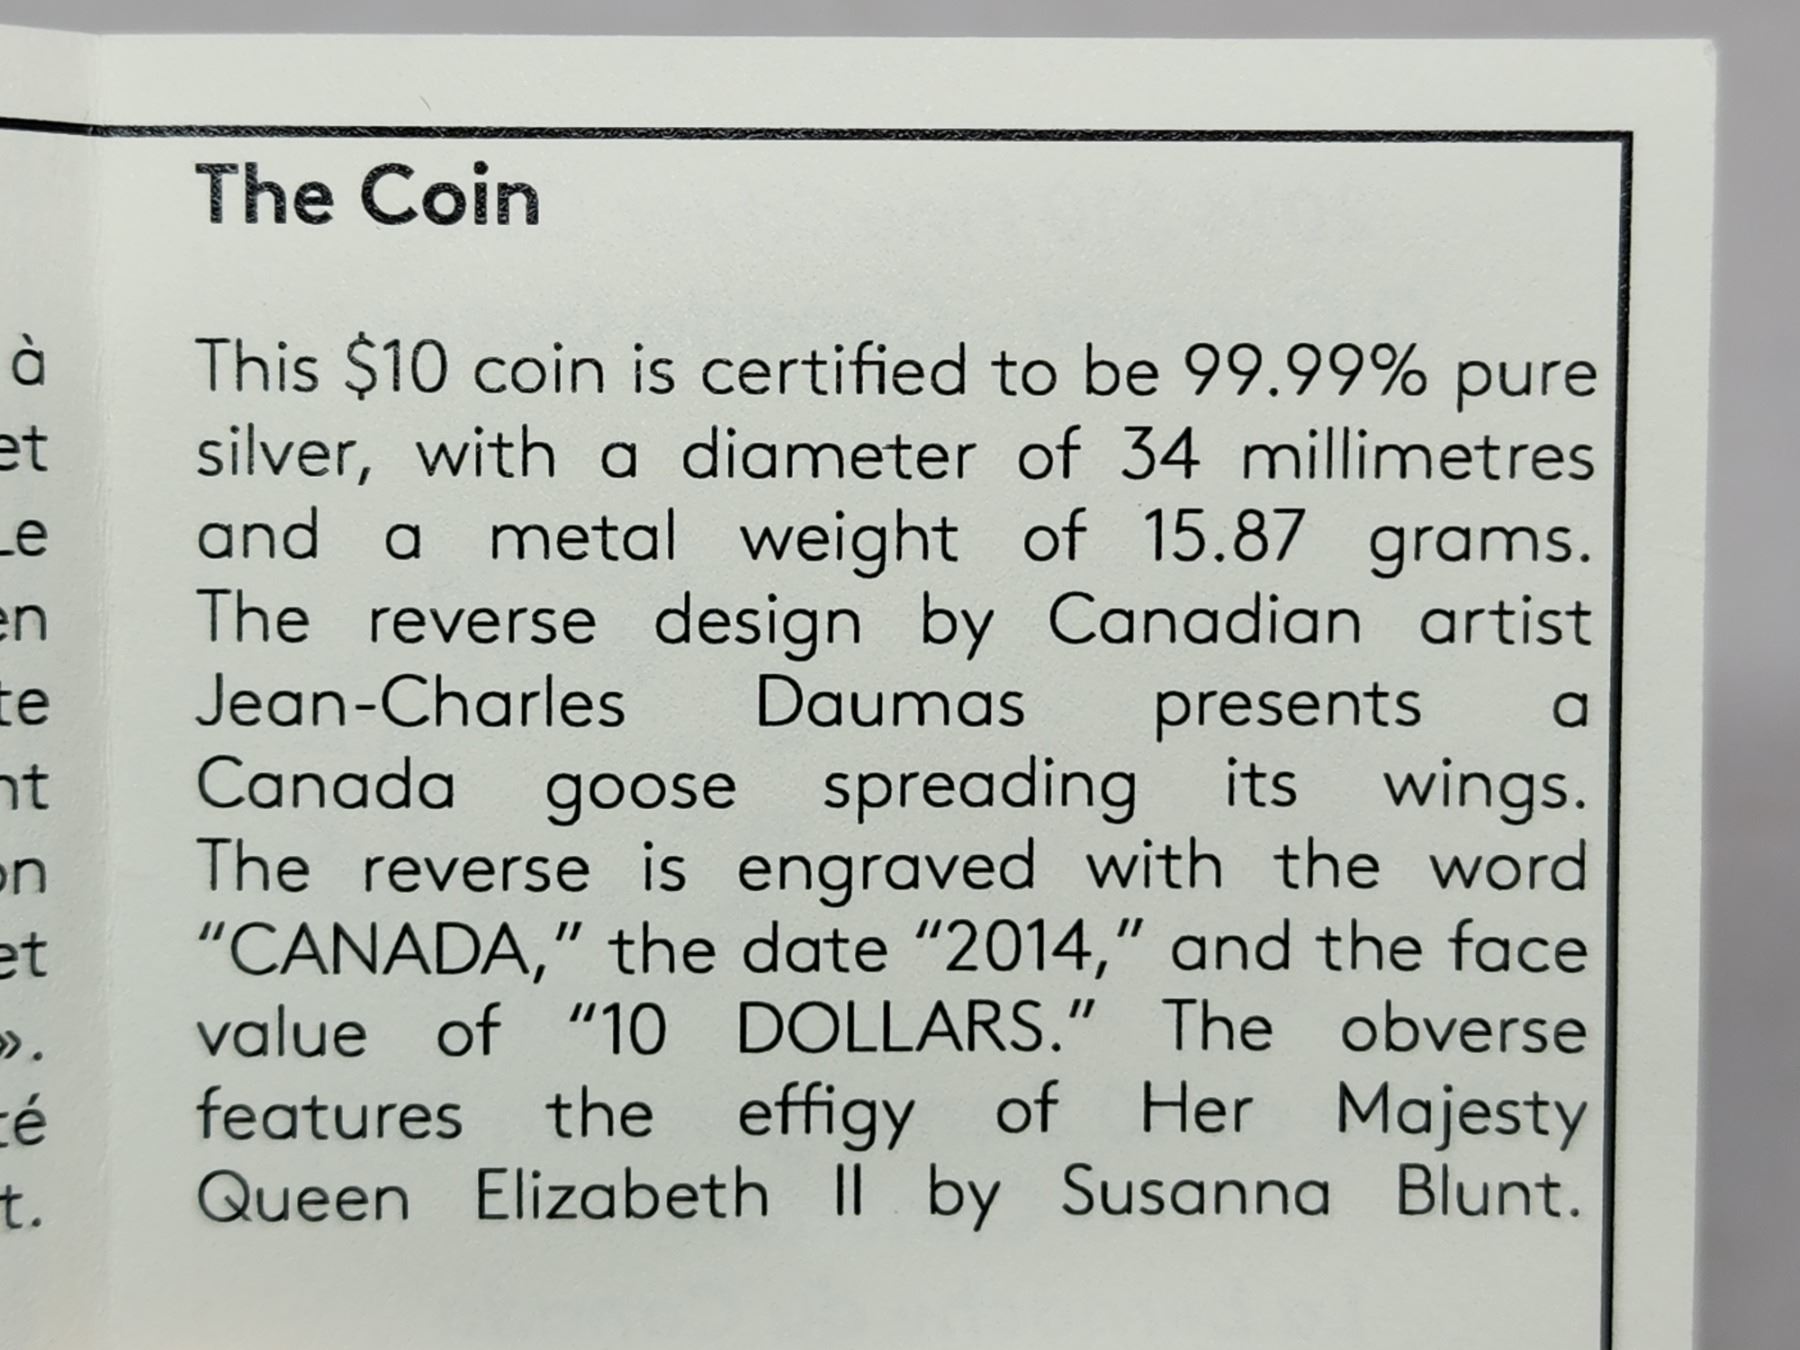 The Coin
This $10 coin is certified to be 99.99% pure
silver, with a diameter of 34 millimetres
and a metal weight of 15.87 grams.
The reverse design by Canadian artist
Jean-Charles Daumas presents a
Canada goose spreading its wings.
The reverse is engraved with the word
“CANADA,” the date “2014,” and the face
value of “10 DOLLARS.” The obverse
features the effigy of Her Majesty
Queen Elizabeth II by Susanna Blunt.
à
et
».